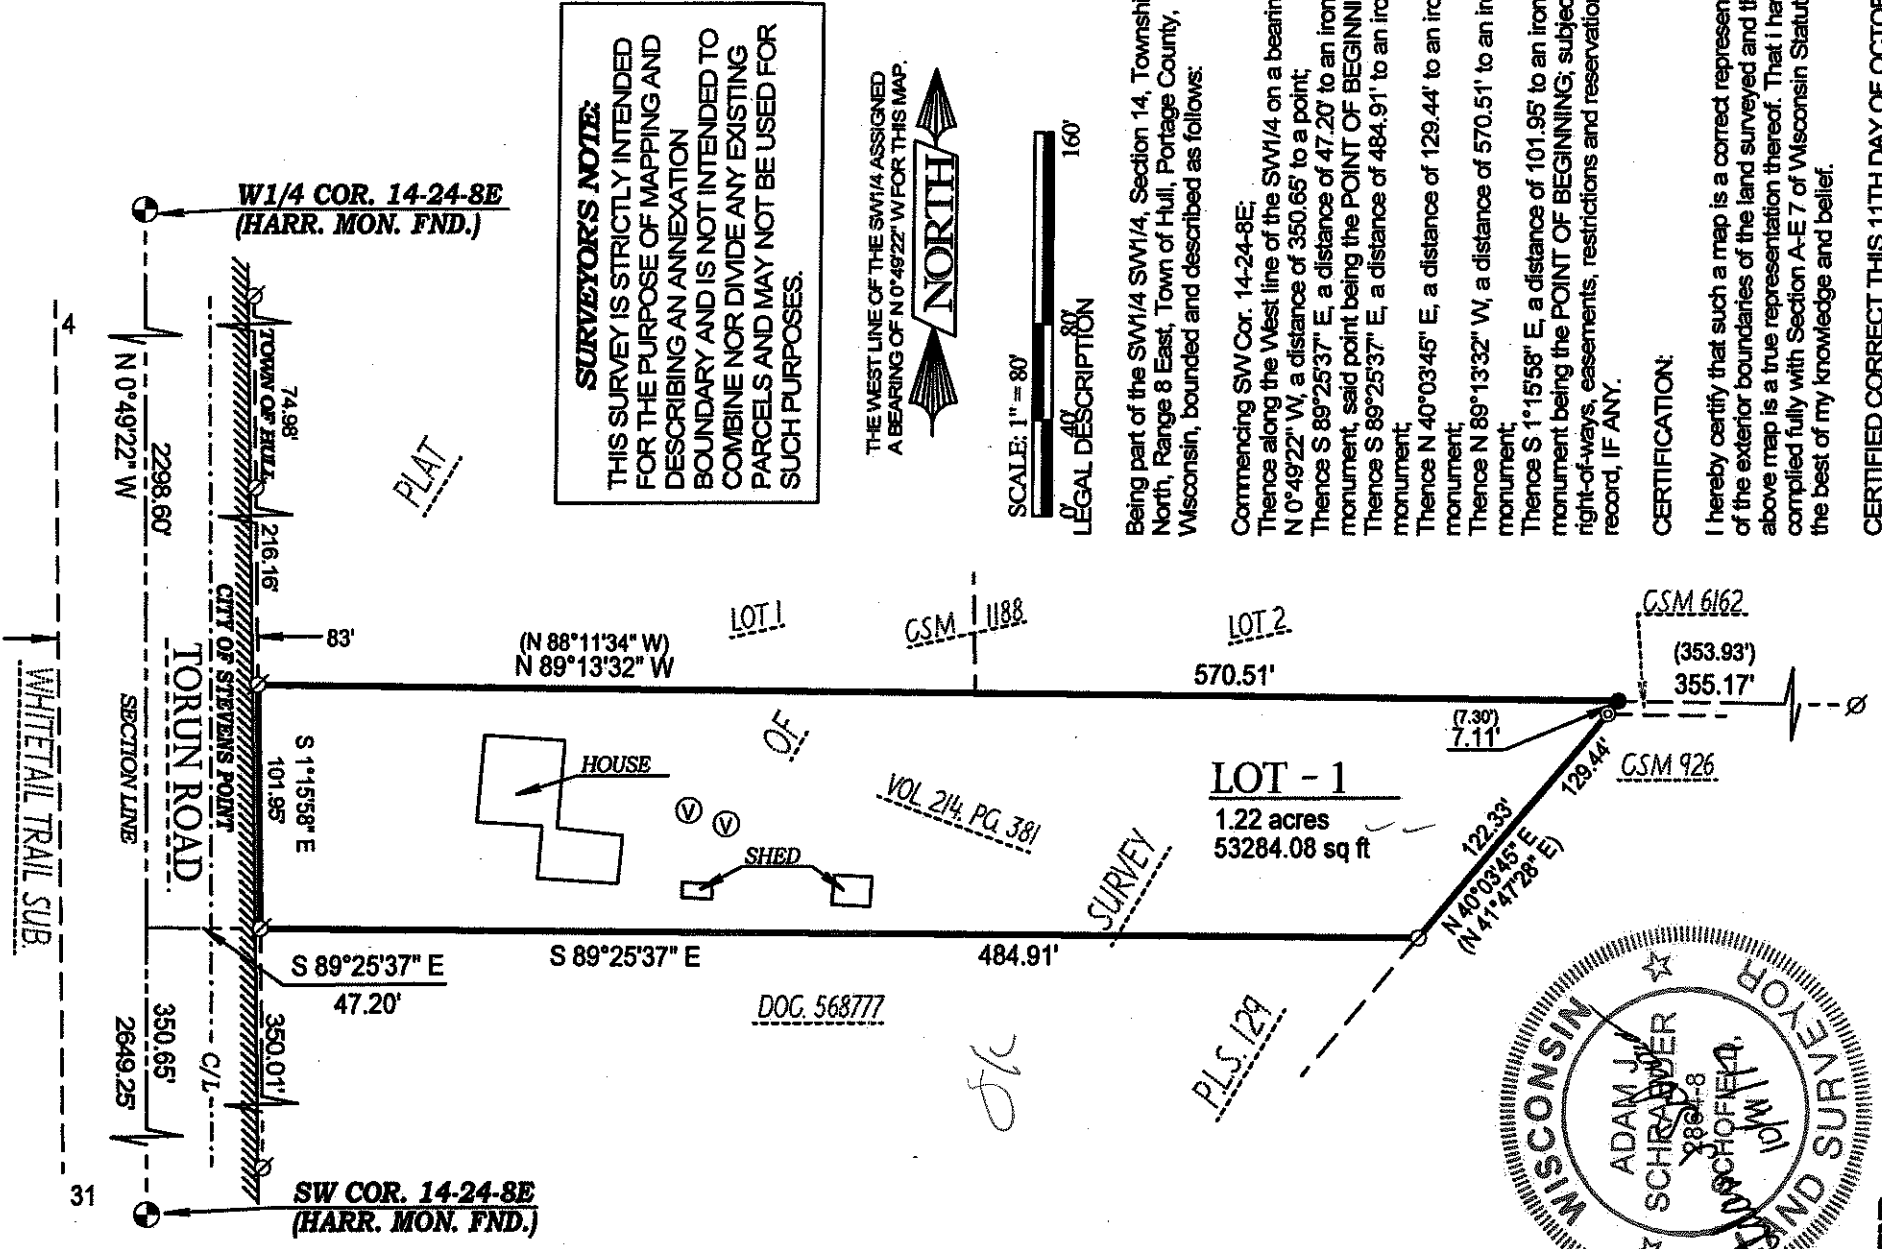 W1/4 COR. 14-24-8E
(HARR. MON. FND.)
SURVEYOR'S NOTE:
THIS SURVEY IS STRICTLY INTENDED
FOR THE PURPOSE OF MAPPING AND
DESCRIBING AN ANNEXATION
BOUNDARY AND IS NOT INTENDED TO
COMBINE NOR DIVIDE ANY EXISTING
PARCELS AND MAY NOT BE USED FOR
SUCH PURPOSES.
THE WEST LINE OF THE SW1/4 ASSIGNED
A BEARING OF N 0°49'22" W FOR THIS MAP.
NORTH
SCALE: 1" = 80'
0' 40' 80' 160'
LEGAL DESCRIPTION
Being part of the SW1/4 SW1/4, Section 14, Townshi
North, Range 8 East, Town of Hull, Portage County,
Wisconsin, bounded and described as follows:
Commencing SW Cor. 14-24-8E;
Thence along the West line of the SW1/4 on a bearin
N 0°49'22" W, a distance of 350.65' to a point;
Thence S 89°25'37" E, a distance of 47.20' to an iron
monument, said point being the POINT OF BEGINNI
Thence S 89°25'37" E, a distance of 484.91' to an iro
monument;
Thence N 40°03'45" E, a distance of 129.44' to an iro
monument;
Thence N 89°13'32" W, a distance of 570.51' to an in
monument;
Thence S 1°15'58" E, a distance of 101.95' to an iron
monument being the POINT OF BEGINNING; subjec
right-of-ways, easements, restrictions and reservation
record, IF ANY.
CERTIFICATION:
I hereby certify that such a map is a correct represen
of the exterior boundaries of the land surveyed and th
above map is a true representation thereof. That i hav
complied fully with Section A-E 7 of Wisconsin Statut
the best of my knowledge and belief.
CERTIFIED CORRECT THIS 11TH DAY OF OCTOB
4
N 0°49'22" W
2298.60'
TOWN OF HULL
74.98'
216.16'
CITY OF STEVENS POINT
83'
PLAT
TORUN ROAD
SECTION LINE
WHITETAIL TRAIL SUB.
S 1°15'58" E
101.95'
(N 88°11'34" W)
N 89°13'32" W
LOT 1
CSM 1188
LOT 2
570.51'
CSM 6162
(353.93')
355.17'
(7.30')
7.11'
CSM 926
OF
HOUSE
V V
VOL 214, PG. 381
SHED
SURVEY
LOT - 1
1.22 acres
53284.08 sq ft
129.44'
122.33'
N 40°03'45" E
(N 41°47'28" E)
S 89°25'37" E
47.20'
S 89°25'37" E
484.91'
DOC. 568777
P.L.S. 129
350.65'
2649.25'
C/L
350.01'
31
SW COR. 14-24-8E
(HARR. MON. FND.)
WISCONSIN
ADAM J.
SCHRAEDER
SCHOFIELD,
LAND SURVEYOR